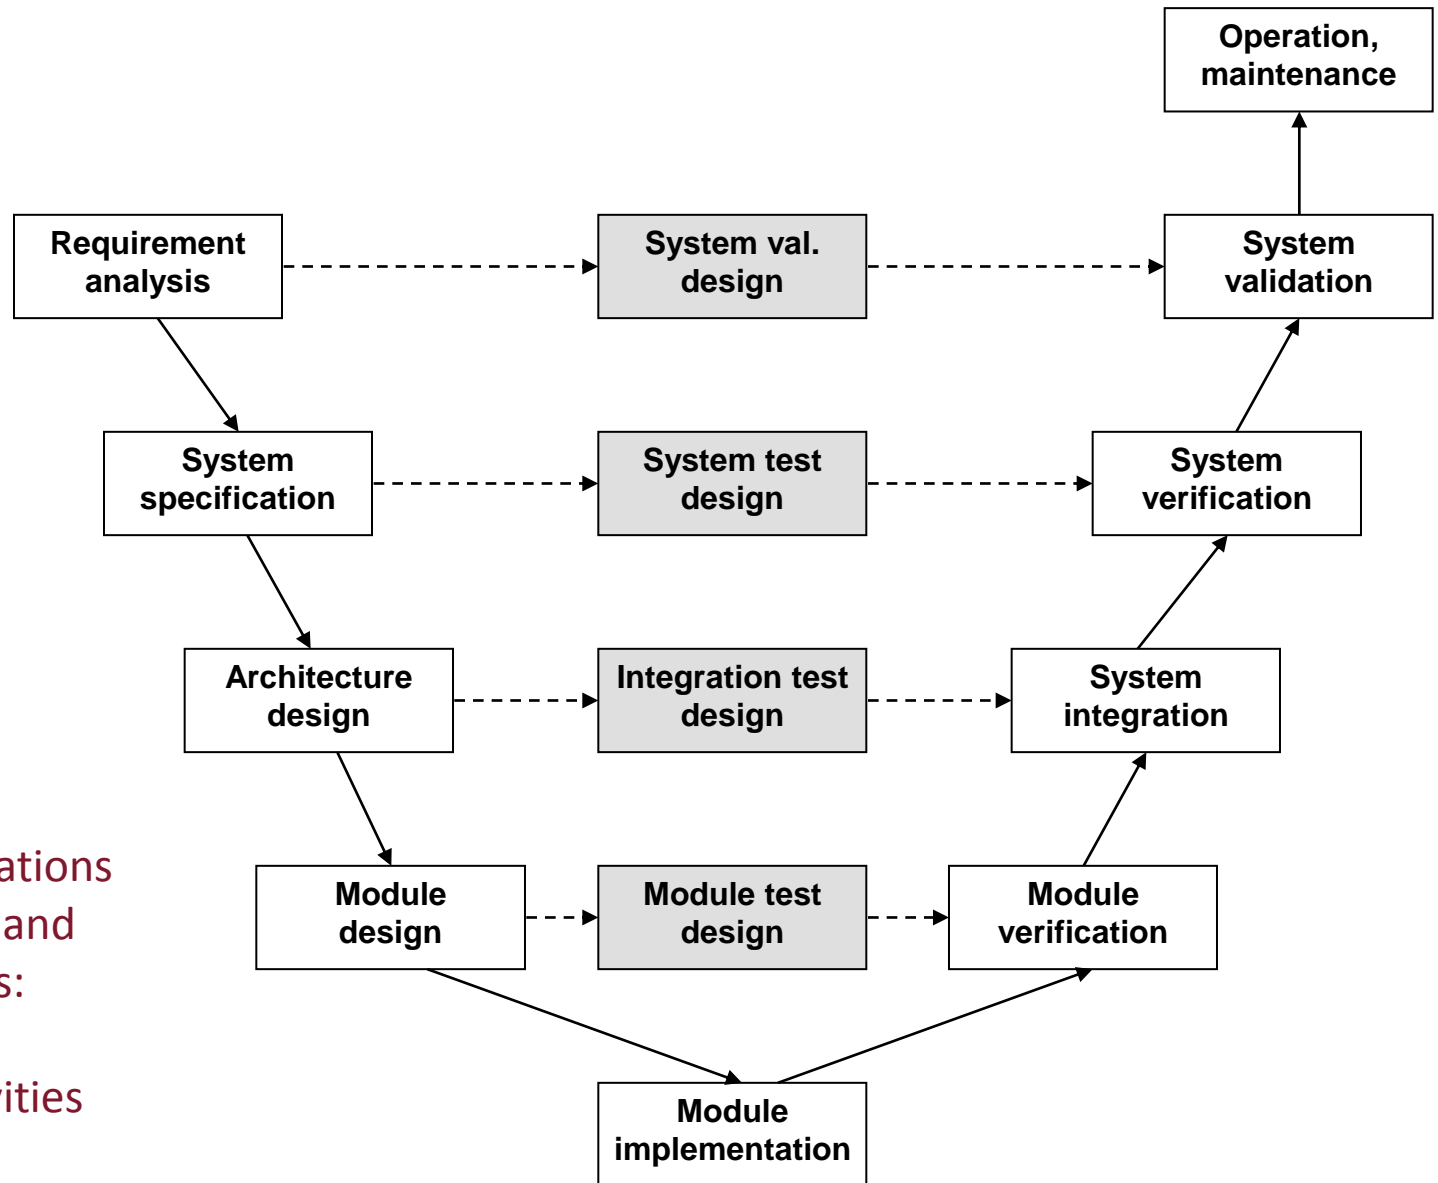 Operation,
maintenance
Requirement
analysis
System val.
design
System
validation
System
specification
System test
design
System
verification
Architecture
design
Integration test
design
System
integration
Module
design
Module test
design
Module
verification
ations
and
s:
vities
Module
implementation